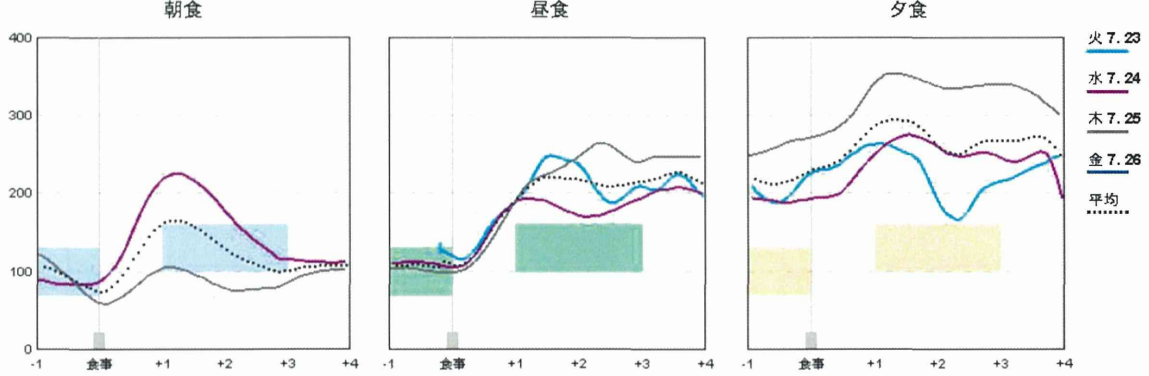 朝食 昼食 夕食
400
300
200
100
0
-1 食事 +1 +2 +3 +4
-1 食事 +1 +2 +3 +4
-1 食事 +1 +2 +3 +4
火 7.23
水 7.24
木 7.25
金 7.26
平均